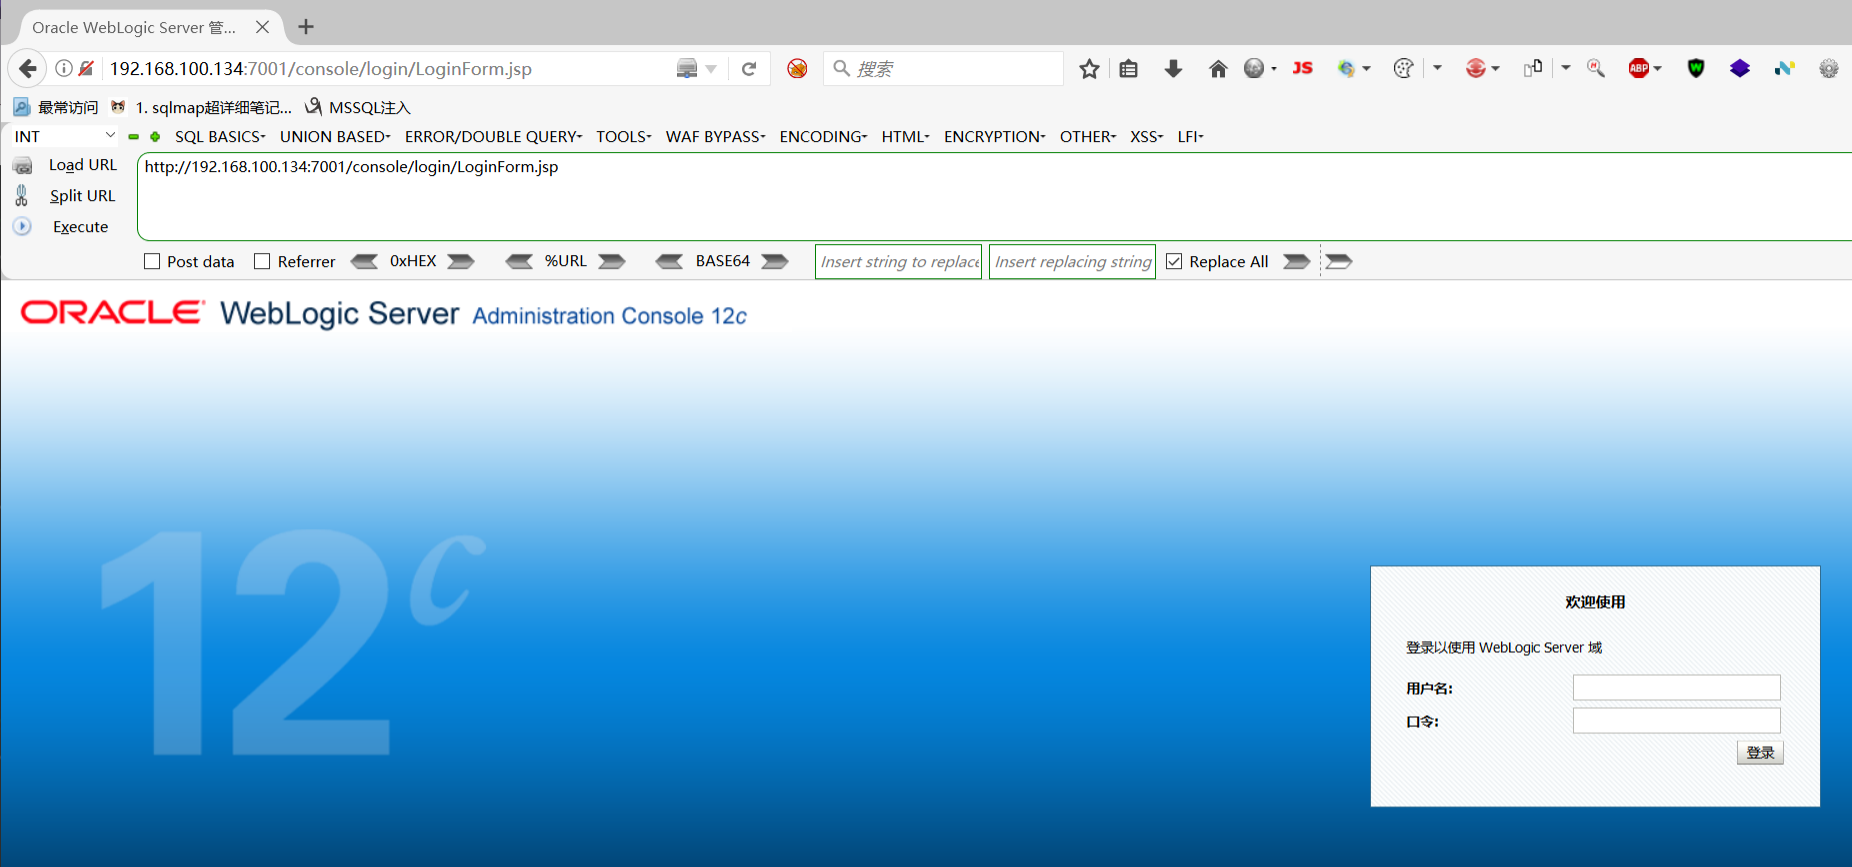 Oracle WebLogic Server 管...
192.168.100.134:7001/console/login/LoginForm.jsp
搜索
JS
ABP
最常访问 1. sqlmap超详细笔记... MSSQL注入
INT SQL BASICS UNION BASED ERROR/DOUBLE QUERY TOOLS WAF BYPASS ENCODING HTML ENCRYPTION OTHER XSS LFI
Load URL http://192.168.100.134:7001/console/login/LoginForm.jsp
Split URL
Execute
Post data Referrer 0xHEX %URL BASE64 Insert string to replace Insert replacing string Replace All
ORACLE WebLogic Server Administration Console 12c
12c
欢迎使用
登录以使用 WebLogic Server 域
用户名:
口令:
登录